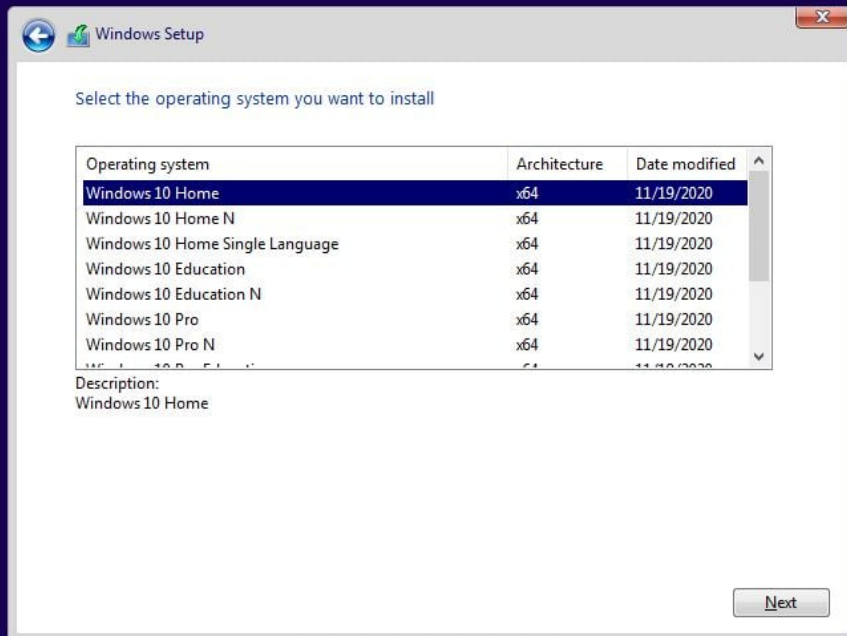 Windows Setup
Select the operating system you want to install
Operating system Architecture Date modified
Windows 10 Home x64 11/19/2020
Windows 10 Home N x64 11/19/2020
Windows 10 Home Single Language x64 11/19/2020
Windows 10 Education x64 11/19/2020
Windows 10 Education N x64 11/19/2020
Windows 10 Pro x64 11/19/2020
Windows 10 Pro N x64 11/19/2020
Description:
Windows 10 Home
Next